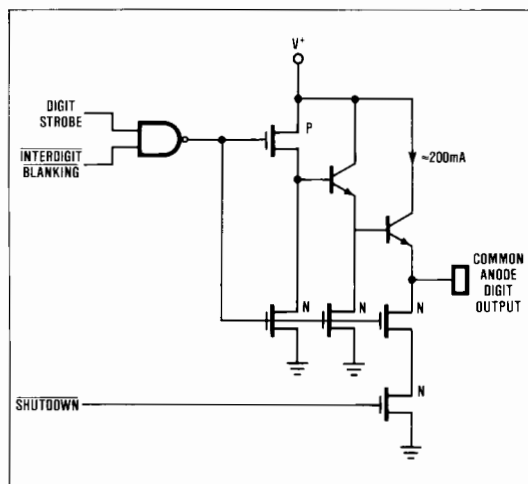 V+
DIGIT
STROBE
INTERDIGIT
BLANKING
P
≈200mA
COMMON
ANODE
DIGIT
OUTPUT
N
N
N
SHUTDOWN
N